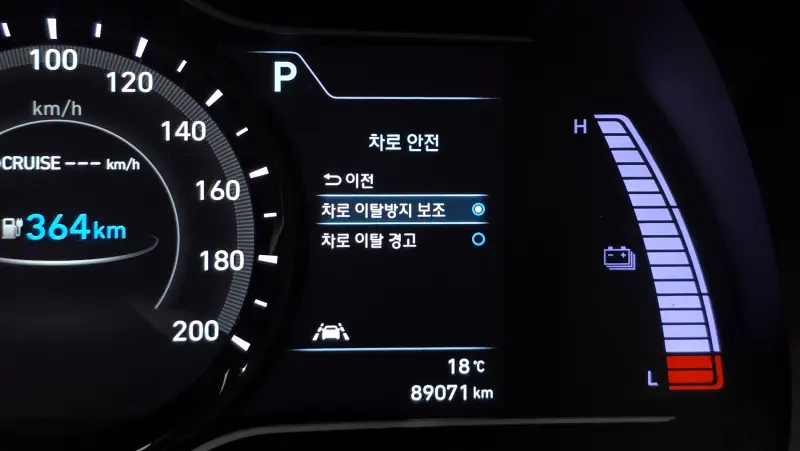 100
120
140
160
180
200
km/h
CRUISE --- km/h
364km
P
차로 안전
이전
차로 이탈방지 보조
차로 이탈 경고
18℃
89071 km
H
L